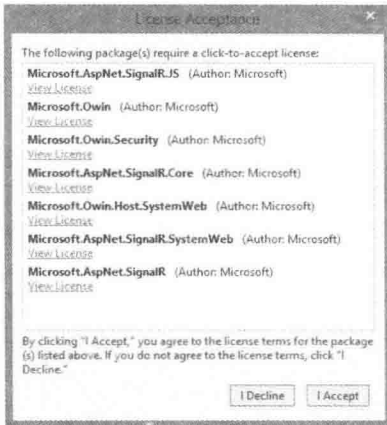 License Acceptance
The following package(s) require a click-to-accept license:
Microsoft.AspNet.SignalR.JS (Author: Microsoft)
View License
Microsoft.Owin (Author: Microsoft)
View License
Microsoft.Owin.Security (Author: Microsoft)
View License
Microsoft.AspNet.SignalR.Core (Author: Microsoft)
View License
Microsoft.Owin.Host.SystemWeb (Author: Microsoft)
View License
Microsoft.AspNet.SignalR.SystemWeb (Author: Microsoft)
View License
Microsoft.AspNet.SignalR (Author: Microsoft)
View License
By clicking "I Accept," you agree to the license terms for the package
(s) listed above. If you do not agree to the license terms, click "I
Decline."
I Decline I Accept